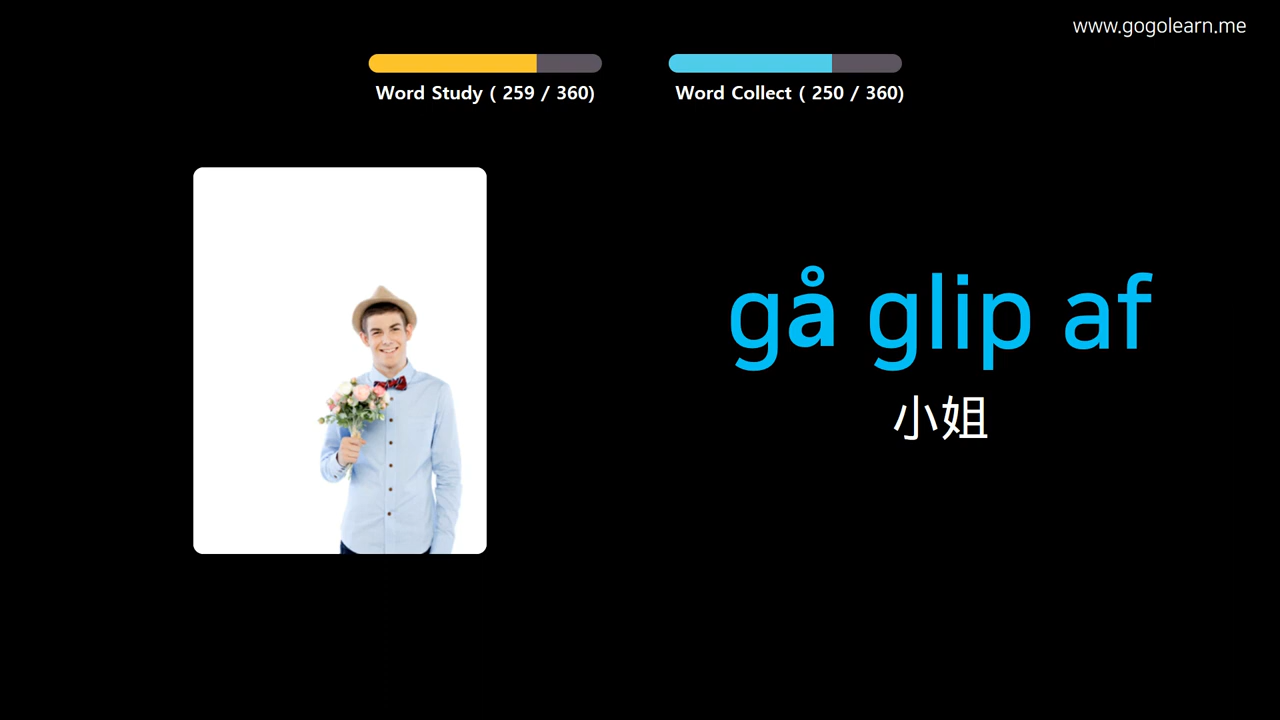 www.gogolearn.me
Word Study ( 259 / 360)
Word Collect ( 250 / 360)
gå glip af
小姐